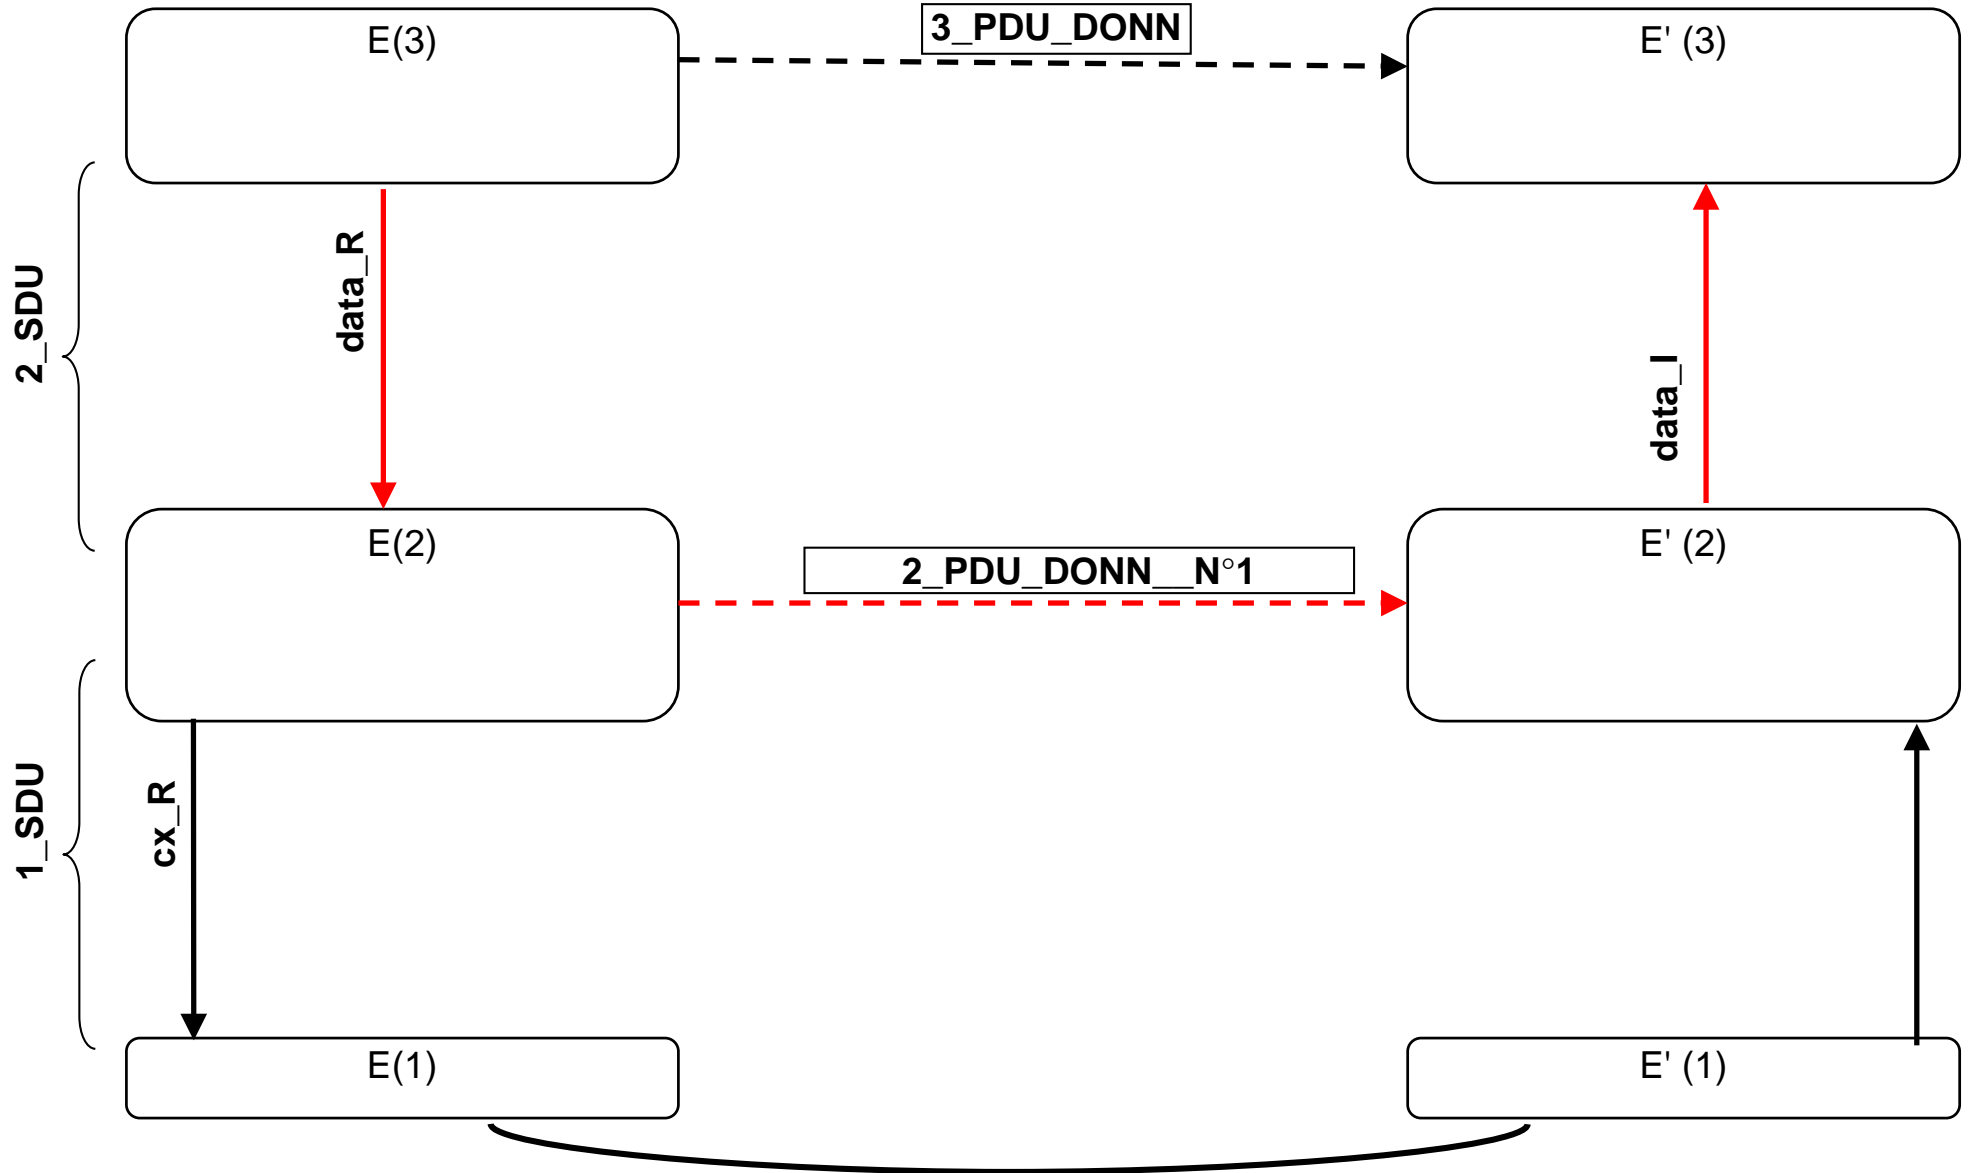 E(3)
3_PDU_DONN
E' (3)
2_SDU
data_R
data_I
E(2)
2_PDU_DONN__N°1
E' (2)
1_SDU
cx_R
E(1)
E' (1)